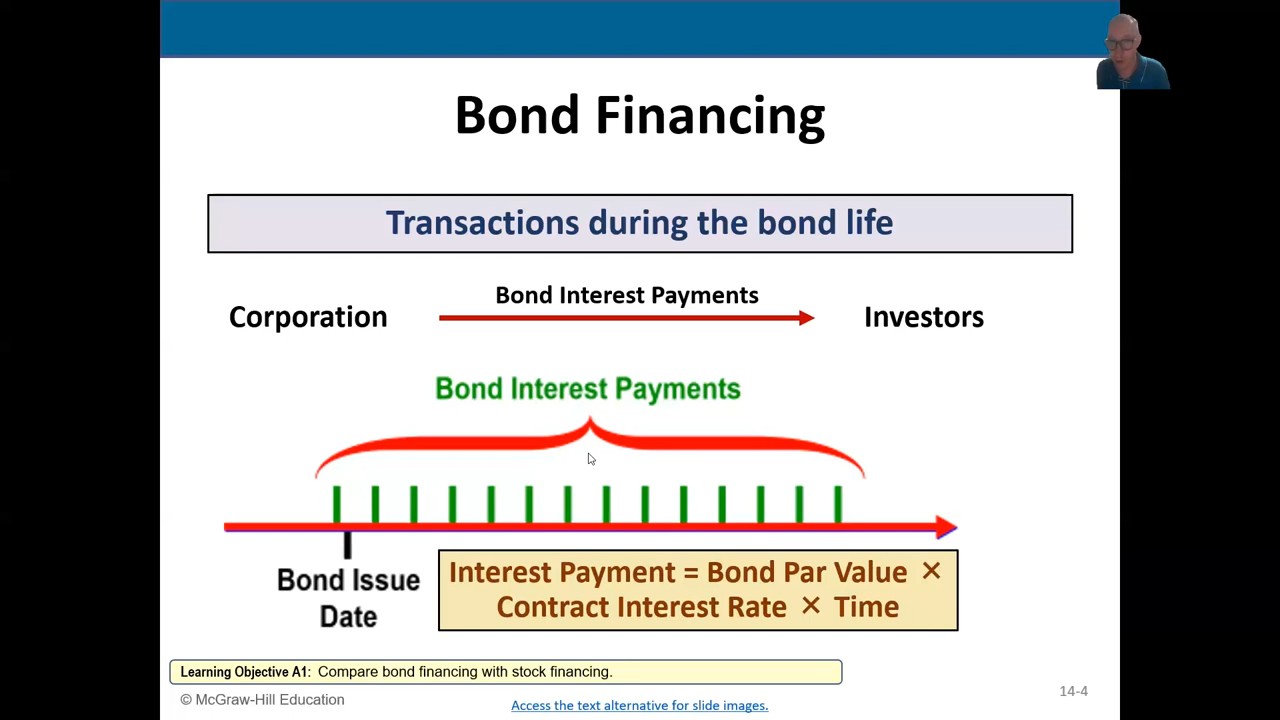 Bond Financing
Transactions during the bond life
Bond Interest Payments
Corporation
Investors
Bond Interest Payments
Bond Issue
Date
Interest Payment = Bond Par Value ×
Contract Interest Rate × Time
Learning Objective A1: Compare bond financing with stock financing.
© McGraw-Hill Education
14-4
Access the text alternative for slide images.